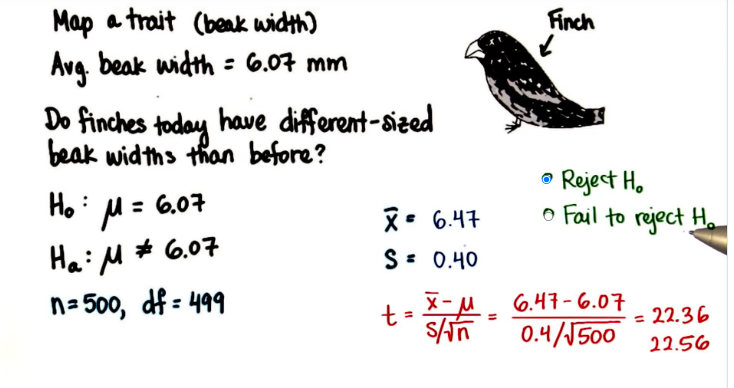 Map a trait (beak width)
Avg. beak width = 6.07 mm
Finch
Do finches today have different-sized
beak widths than before?
H₀ : μ = 6.07
Hₐ : μ ≠ 6.07
n = 500, df = 499
x̄ = 6.47
S = 0.40
Reject H₀
Fail to reject H₀
t = x̄ - μ / S/√n = 6.47 - 6.07 / 0.4/√500 = 22.36
22.56